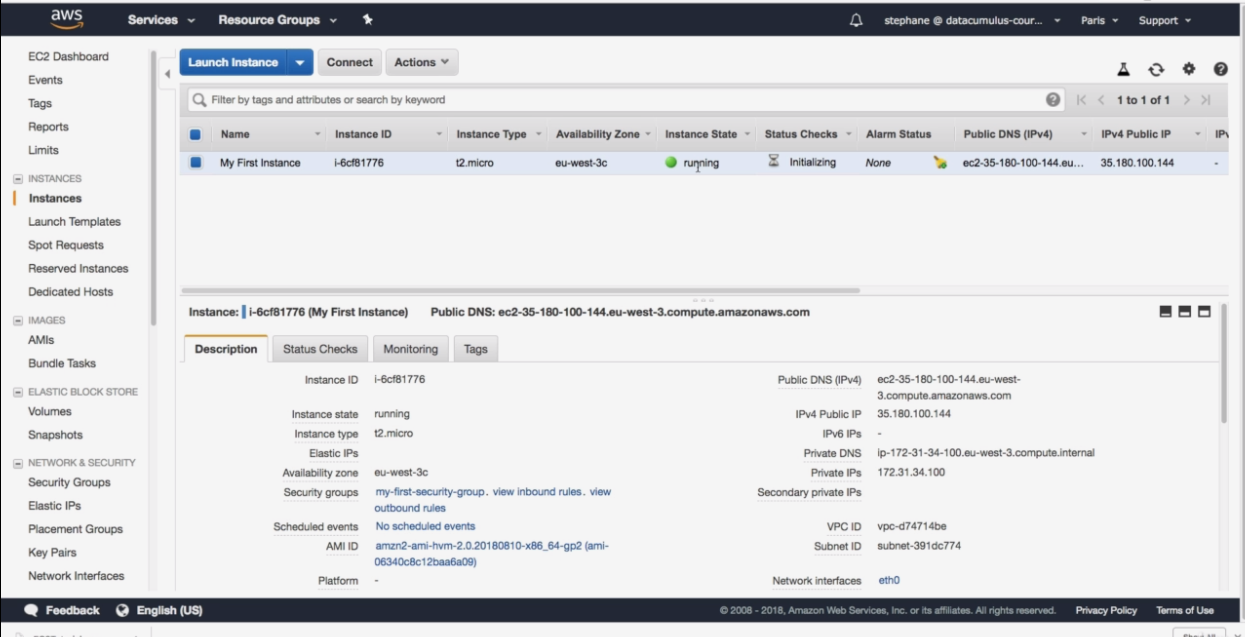 aws Services Resource Groups stephane @ datacumulus-cour... Paris Support
EC2 Dashboard
Events
Tags
Reports
Limits
INSTANCES
Instances
Launch Templates
Spot Requests
Reserved Instances
Dedicated Hosts
IMAGES
AMIs
Bundle Tasks
ELASTIC BLOCK STORE
Volumes
Snapshots
NETWORK & SECURITY
Security Groups
Elastic IPs
Placement Groups
Key Pairs
Network Interfaces
Launch Instance Connect Actions
Filter by tags and attributes or search by keyword 1 to 1 of 1
Name Instance ID Instance Type Availability Zone Instance State Status Checks Alarm Status Public DNS (IPv4) IPv4 Public IP IPv
My First Instance i-6cf81776 t2.micro eu-west-3c running Initializing None ec2-35-180-100-144.eu... 35.180.100.144 -
Instance: i-6cf81776 (My First Instance) Public DNS: ec2-35-180-100-144.eu-west-3.compute.amazonaws.com
Description Status Checks Monitoring Tags
Instance ID i-6cf81776
Instance state running
Instance type t2.micro
Elastic IPs
Availability zone eu-west-3c
Security groups my-first-security-group. view inbound rules. view
outbound rules
Scheduled events No scheduled events
AMI ID amzn2-ami-hvm-2.0.20180810-x86_64-gp2 (ami-
06340c8c12baa6a09)
Platform -
Public DNS (IPv4) ec2-35-180-100-144.eu-west-
3.compute.amazonaws.com
IPv4 Public IP 35.180.100.144
IPv6 IPs -
Private DNS ip-172-31-34-100.eu-west-3.compute.internal
Private IPs 172.31.34.100
Secondary private IPs
VPC ID vpc-d74714be
Subnet ID subnet-391dc774
Network interfaces eth0
Feedback English (US) © 2008 - 2018, Amazon Web Services, Inc. or its affiliates. All rights reserved. Privacy Policy Terms of Use